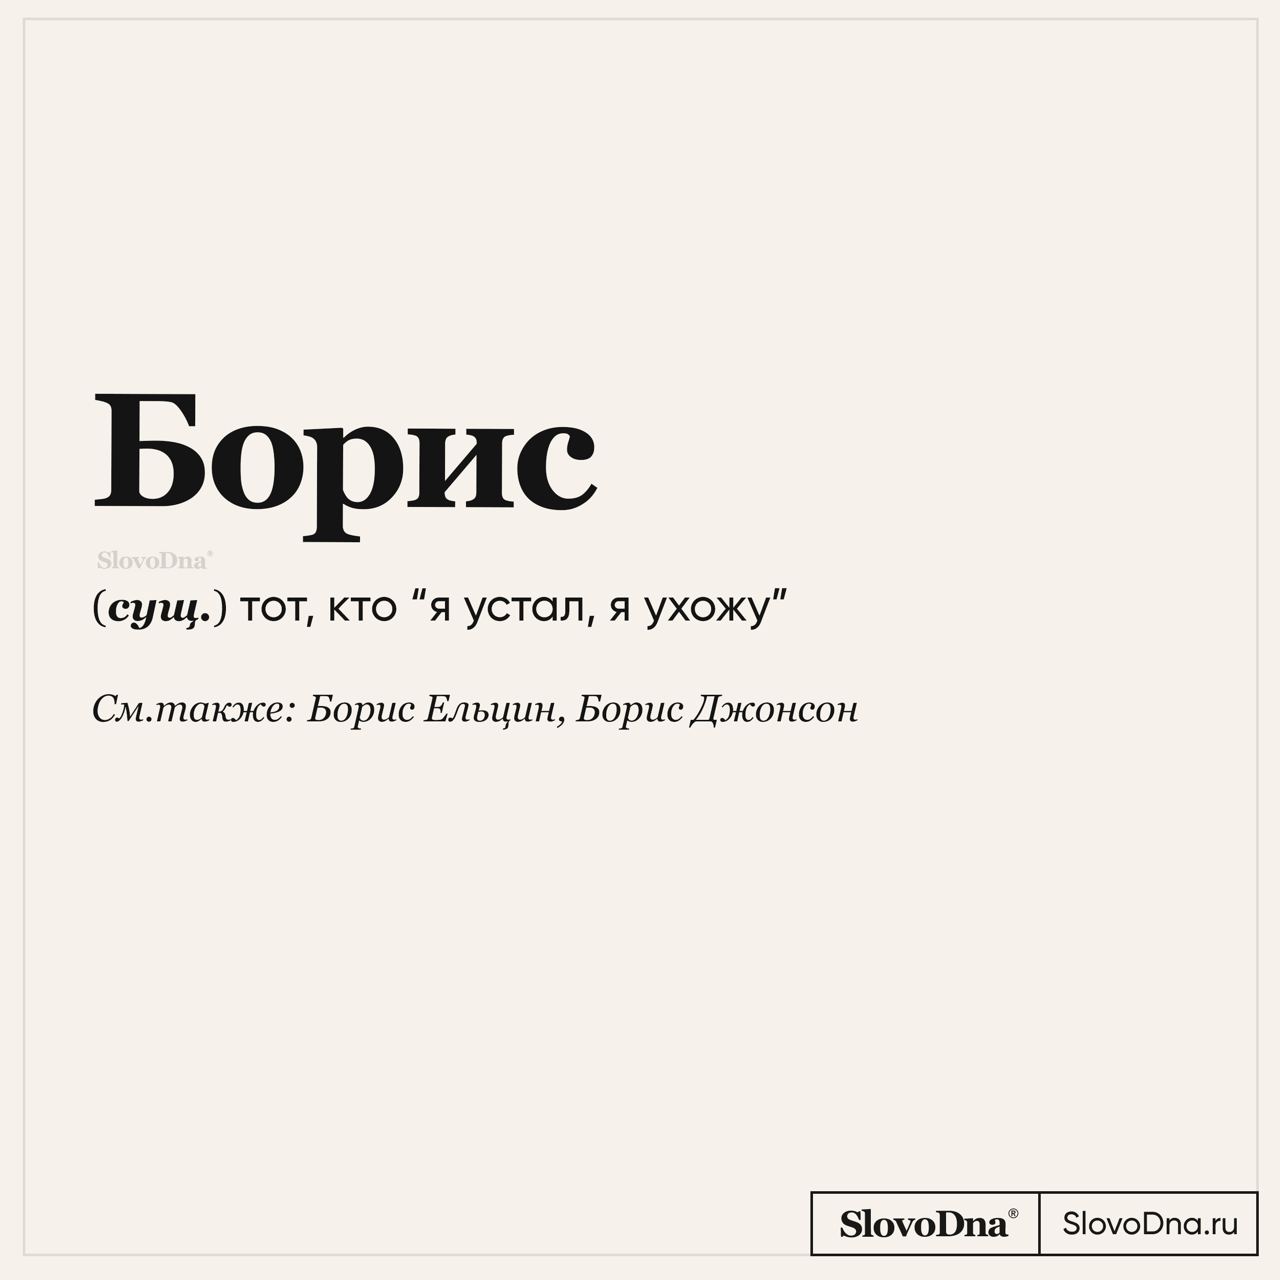 Борис
SlovoDna®
(сущ.) тот, кто “я устал, я ухожу”
См.также: Борис Ельцин, Борис Джонсон
SlovoDna® SlovoDna.ru